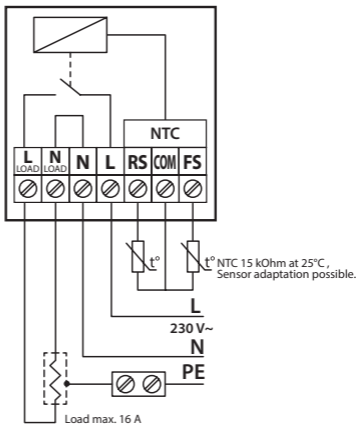 NTC
L N N L RS COM FS
LOAD LOAD
t° t° NTC 15 kOhm at 25°C,
Sensor adaptation possible.
L
230 V~
N
PE
Load max. 16 A